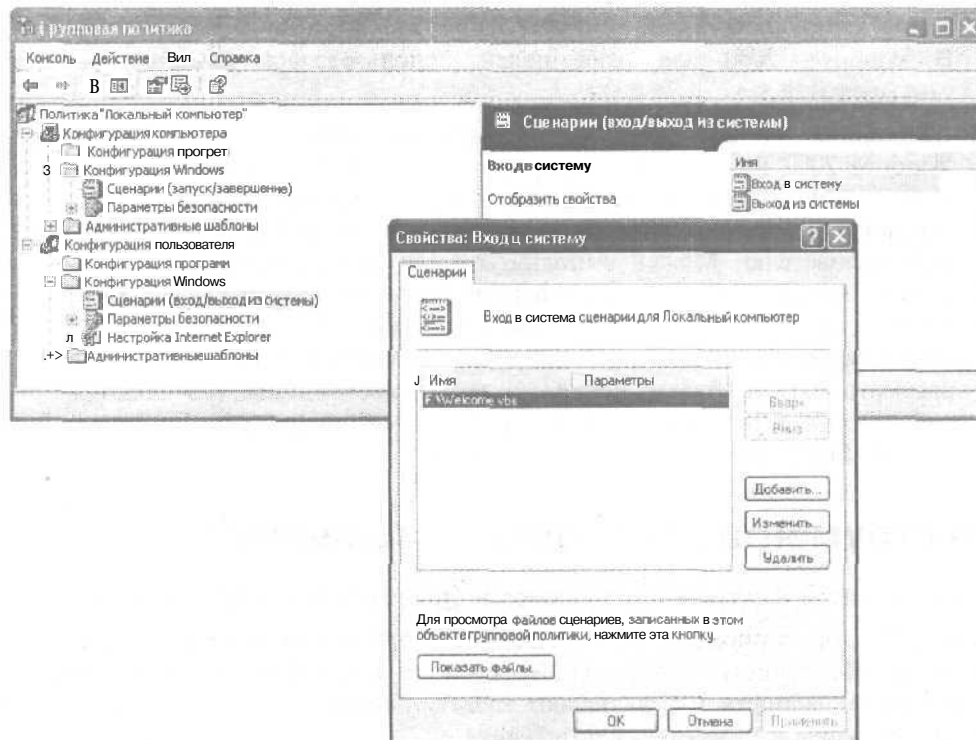 Групповая политика
Консоль Действие Вил Справка
В
Политика "Покальный компьютер"
Конфигурация компьютера
Конфигурация прогрет
З Конфигурация Windows
Сценарии (запуск/завершение)
Параметры безопасности
Административные шаблоны
Конфигурация пользователя
Конфигурация програми
Конфигурация Windows
Сценарии (вход/выход из системы)
Параметры безопасности
л Настройка Internet Explorer
.+> Административныешаблоны
Сценарии (вход/выход из системы)
Входв систему
Отобразить свойства
Имя
Вход в систему
Выход из системы
Свойства: Вход ц систему
Сценарии
Вход в система сценарии для Локальный компьютер
J Имя Параметры
F:\Welcome.vbs
Вверх
Вниз
Добавить...
Изменить...
Удалить
Для просмотра файлов сценариев, записанных в этом
объекте групповой политики, нажмите эта кнопку.
Показать файлы...
OK Отмена Применить